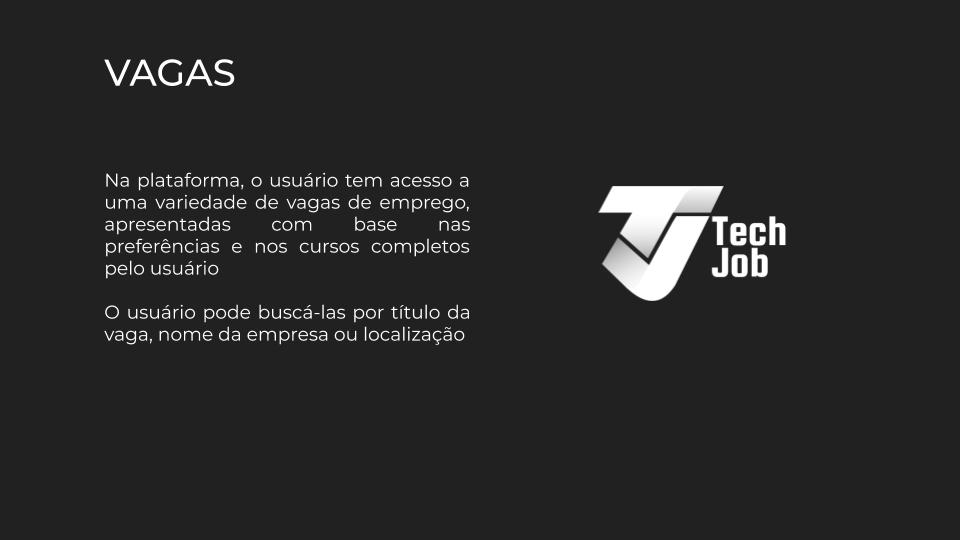 VAGAS
Na plataforma, o usuário tem acesso a
uma variedade de vagas de emprego,
apresentadas com base nas
preferências e nos cursos completos
pelo usuário
O usuário pode buscá-las por título da
vaga, nome da empresa ou localização
TJ
Tech
Job